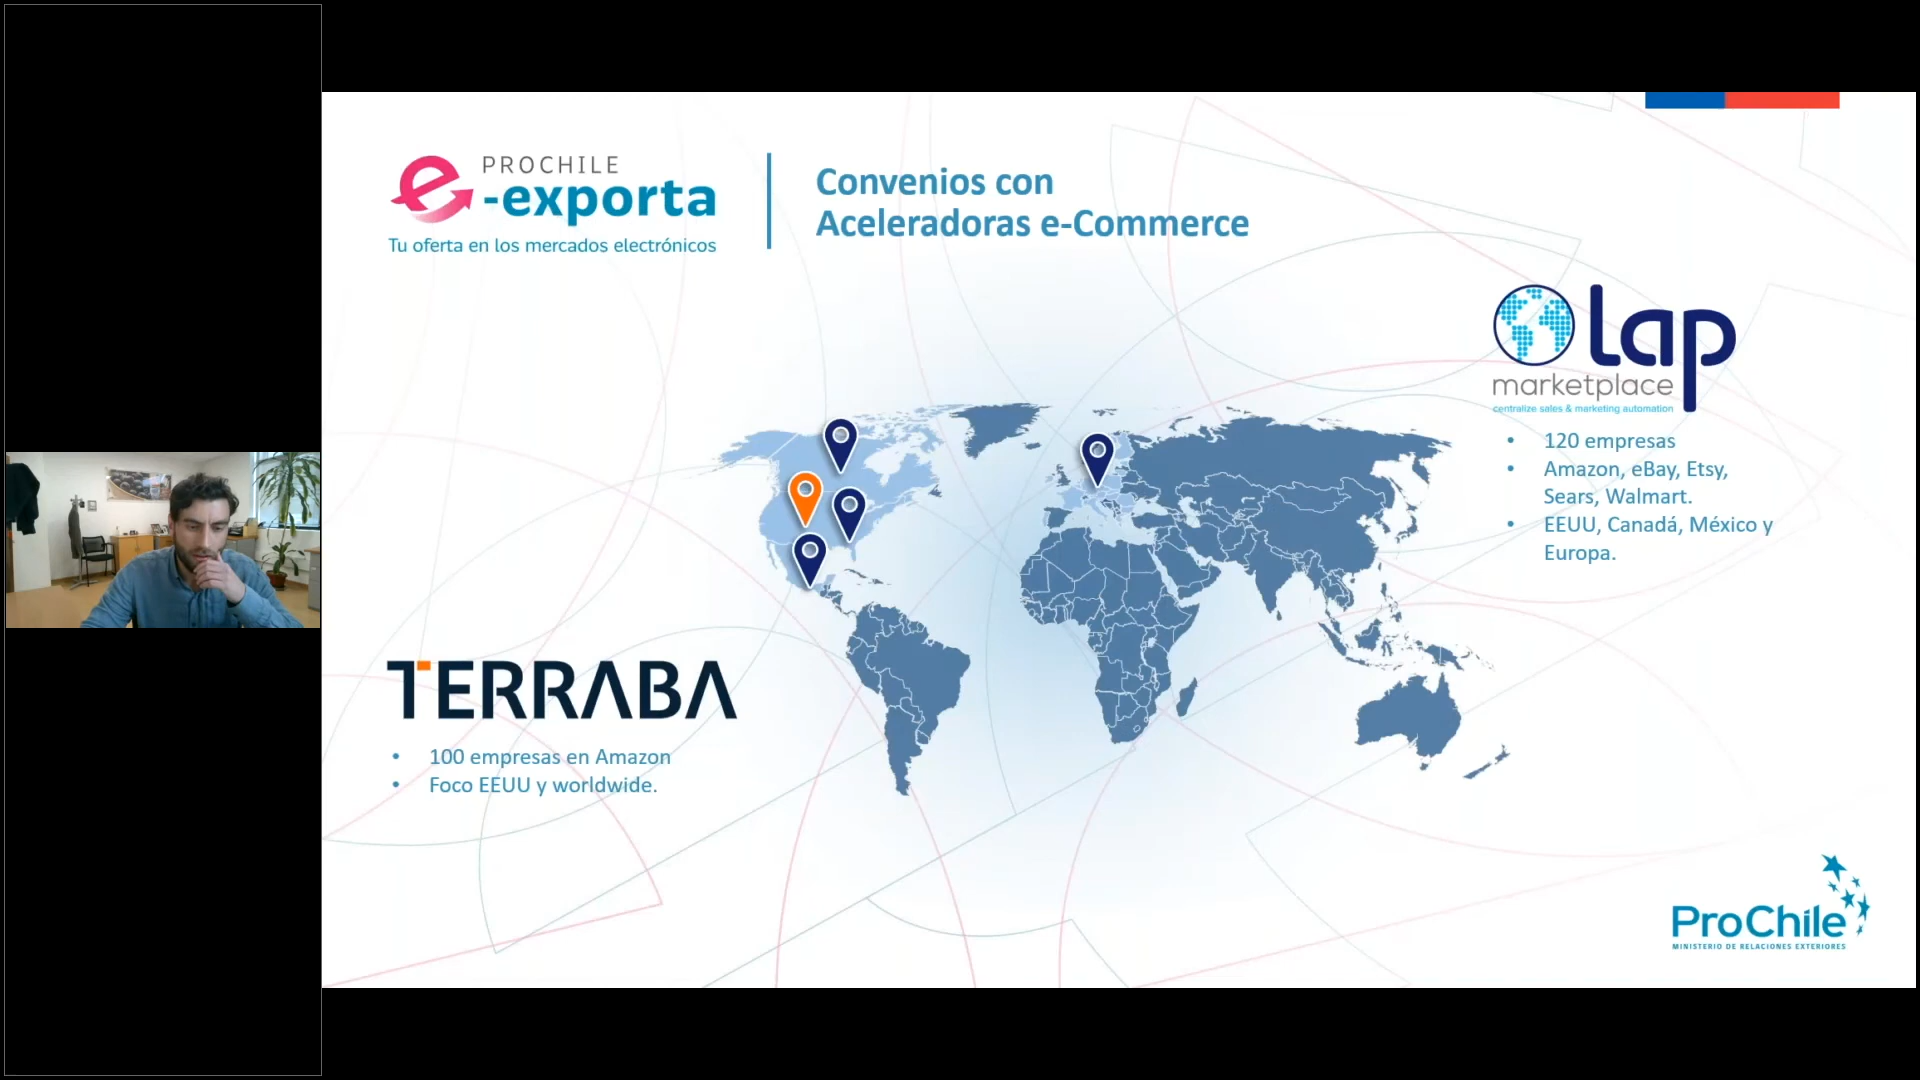 PROCHILE
e-exporta
Tu oferta en los mercados electrónicos
Convenios con
Aceleradoras e-Commerce
lap
marketplace
centralize sales & marketing automation
• 120 empresas
• Amazon, eBay, Etsy,
Sears, Walmart.
• EEUU, Canadá, México y
Europa.
TERRABA
• 100 empresas en Amazon
• Foco EEUU y worldwide.
ProChile
MINISTERIO DE RELACIONES EXTERIORES